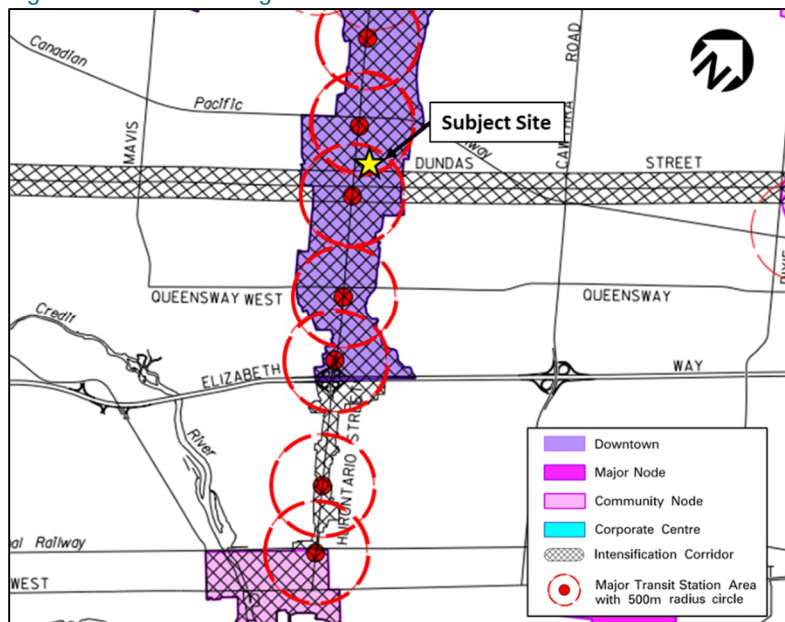 Canadian
Pacific
ROAD
N
Subject Site
MAVIS
DUNDAS
STREET
CAWTHRA
QUEENSWAY WEST
QUEENSWAY
Credit
ELIZABETH
WAY
River
HURONTARIO STREET
Railway
WEST
Downtown
Major Node
Community Node
Corporate Centre
Intensification Corridor
Major Transit Station Area
with 500m radius circle